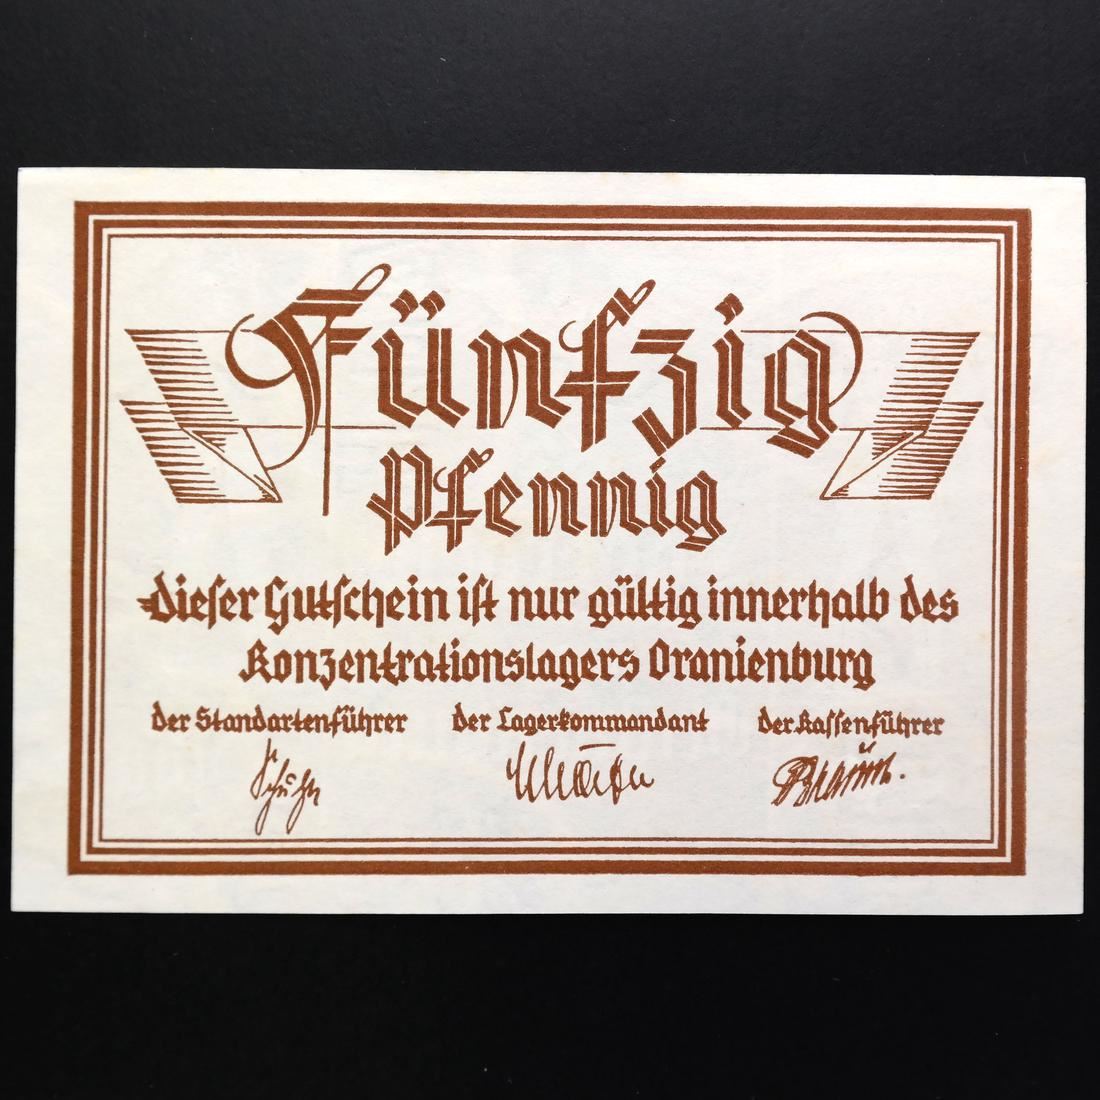 Fünfzig
Pfennig
Dieser Gutschein ist nur gültig innerhalb des
Konzentrationslagers Oranienburg
der Standartenführer der Lagerkommandant der Kassenführer